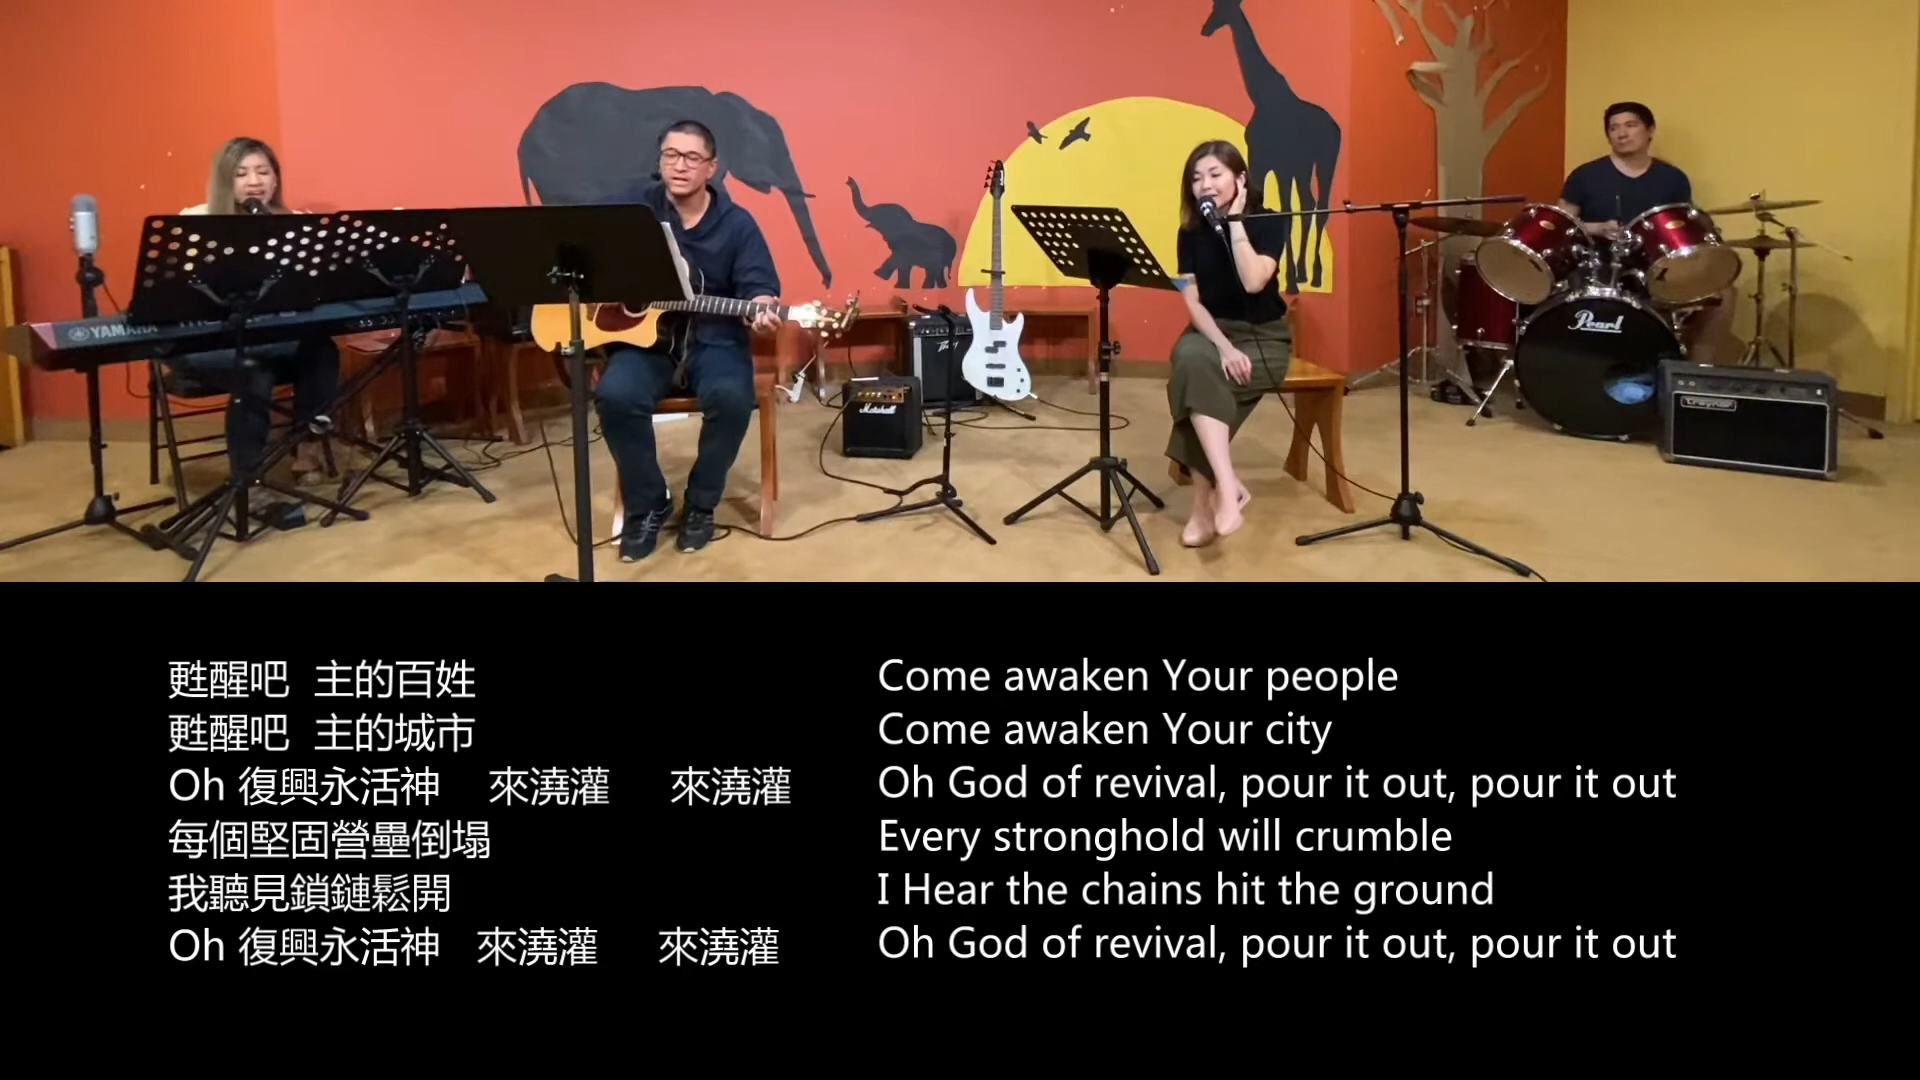 YAMAHA
Marshall
Peavey
Pearl
Traynor
甦醒吧 主的百姓
甦醒吧 主的城市
Oh 復興永活神 來澆灌 來澆灌
每個堅固營壘倒塌
我聽見鎖鏈鬆開
Oh 復興永活神 來澆灌 來澆灌
Come awaken Your people
Come awaken Your city
Oh God of revival, pour it out, pour it out
Every stronghold will crumble
I Hear the chains hit the ground
Oh God of revival, pour it out, pour it out